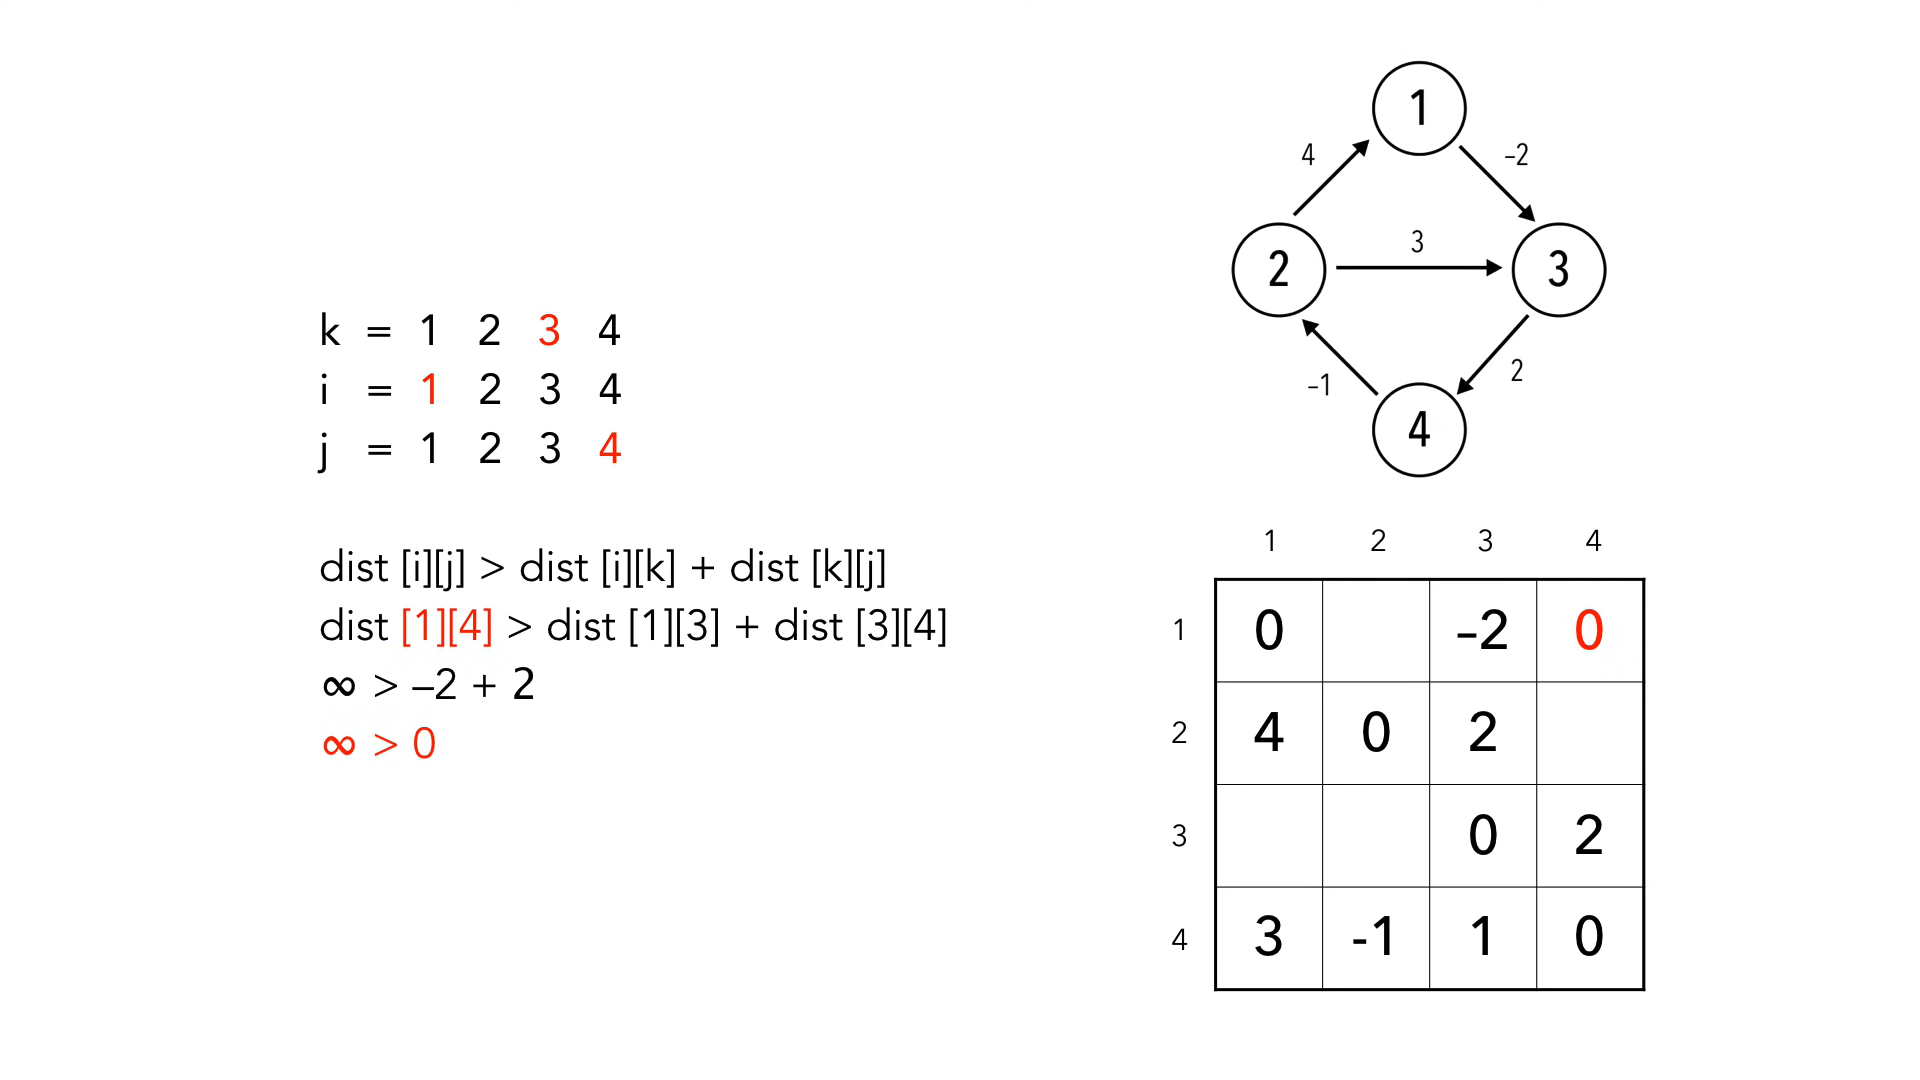 k = 1 2 3 4
i = 1 2 3 4
j = 1 2 3 4
dist [i][j] > dist [i][k] + dist [k][j]
dist [1][4] > dist [1][3] + dist [3][4]
∞ > –2 + 2
∞ > 0
1
4 –2
2 3 3
–1 2
4
1 2 3 4
1 0 –2 0
2 4 0 2
3 0 2
4 3 -1 1 0